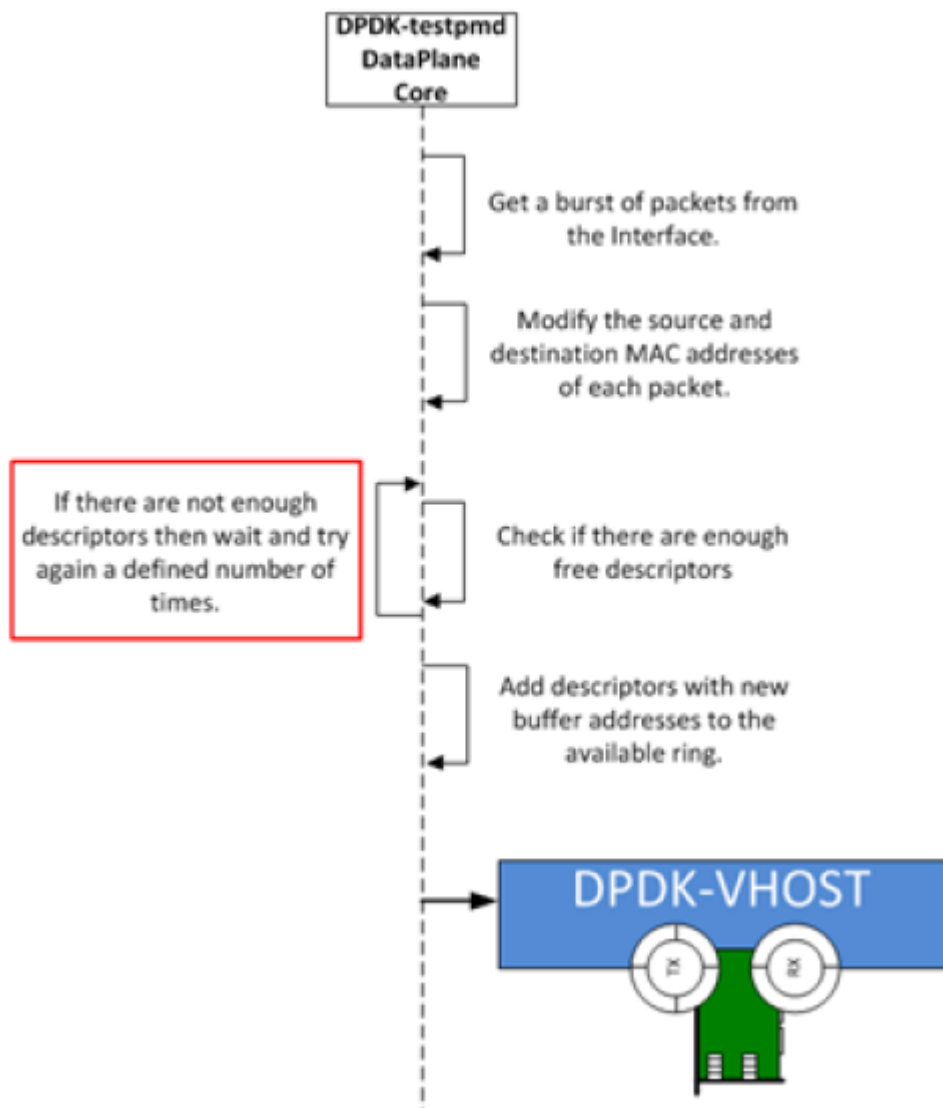 DPDK-testpmd
DataPlane
Core
Get a burst of packets from
the Interface.
Modify the source and
destination MAC addresses
of each packet.
If there are not enough
descriptors then wait and try
again a defined number of
times.
Check if there are enough
free descriptors
Add descriptors with new
buffer addresses to the
available ring.
DPDK-VHOST
TX
RX